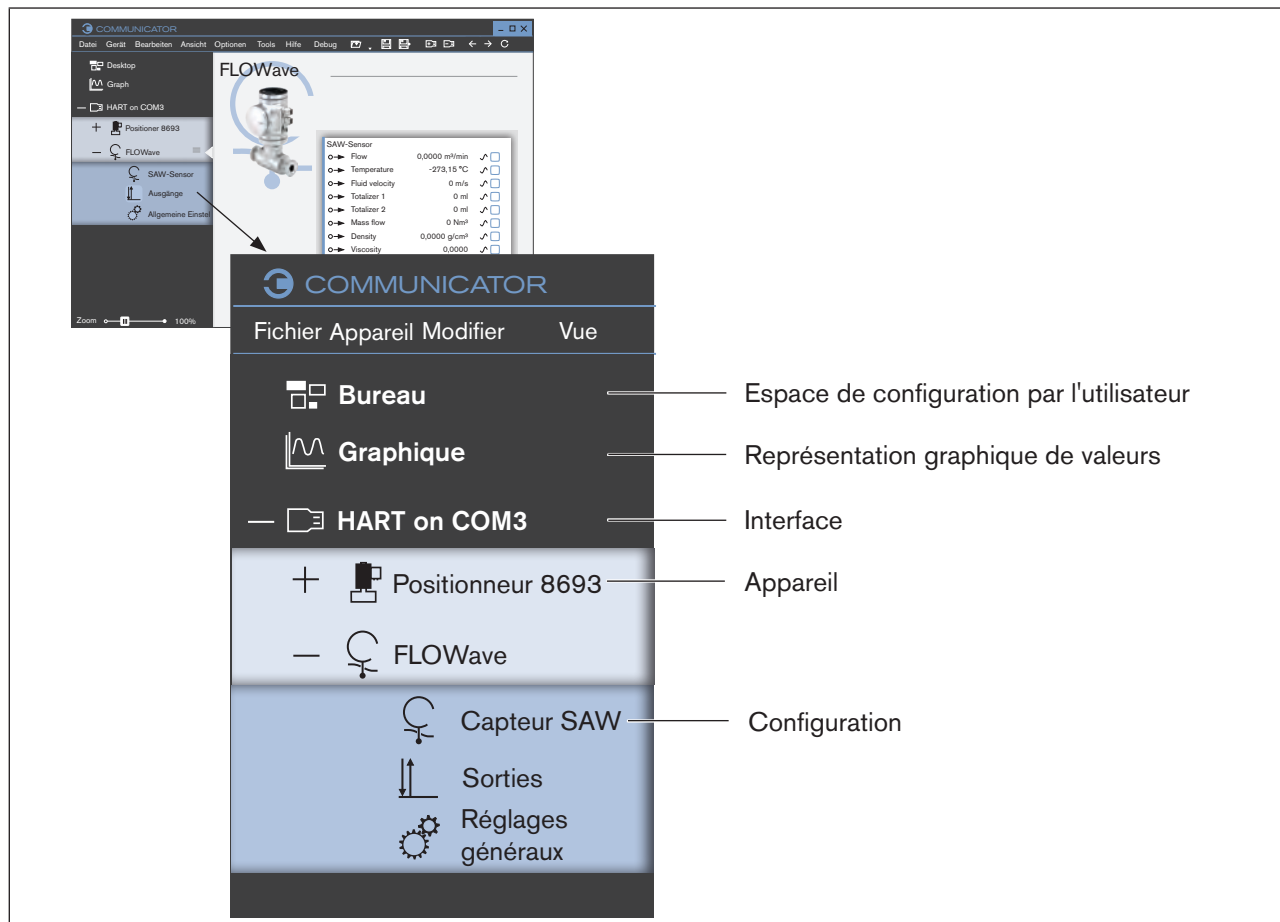 COMMUNICATOR
Datei Gerät Bearbeiten Ansicht Optionen Tools Hilfe Debug
Desktop
Graph
HART on COM3
Positioner 8693
FLOWave
SAW-Sensor
Ausgänge
Allgemeine Einstel
Zoom 100%
FLOWave
SAW-Sensor
Flow 0,0000 m³/min
Temperature -273,15 °C
Fluid velocity 0 m/s
Totalizer 1 0 ml
Totalizer 2 0 ml
Mass flow 0 Nm³
Density 0,0000 g/cm³
Viscosity 0,0000
COMMUNICATOR
Fichier Appareil Modifier Vue
Bureau
Espace de configuration par l'utilisateur
Graphique
Représentation graphique de valeurs
HART on COM3
Interface
Positionneur 8693
Appareil
FLOWave
Capteur SAW
Configuration
Sorties
Réglages
généraux